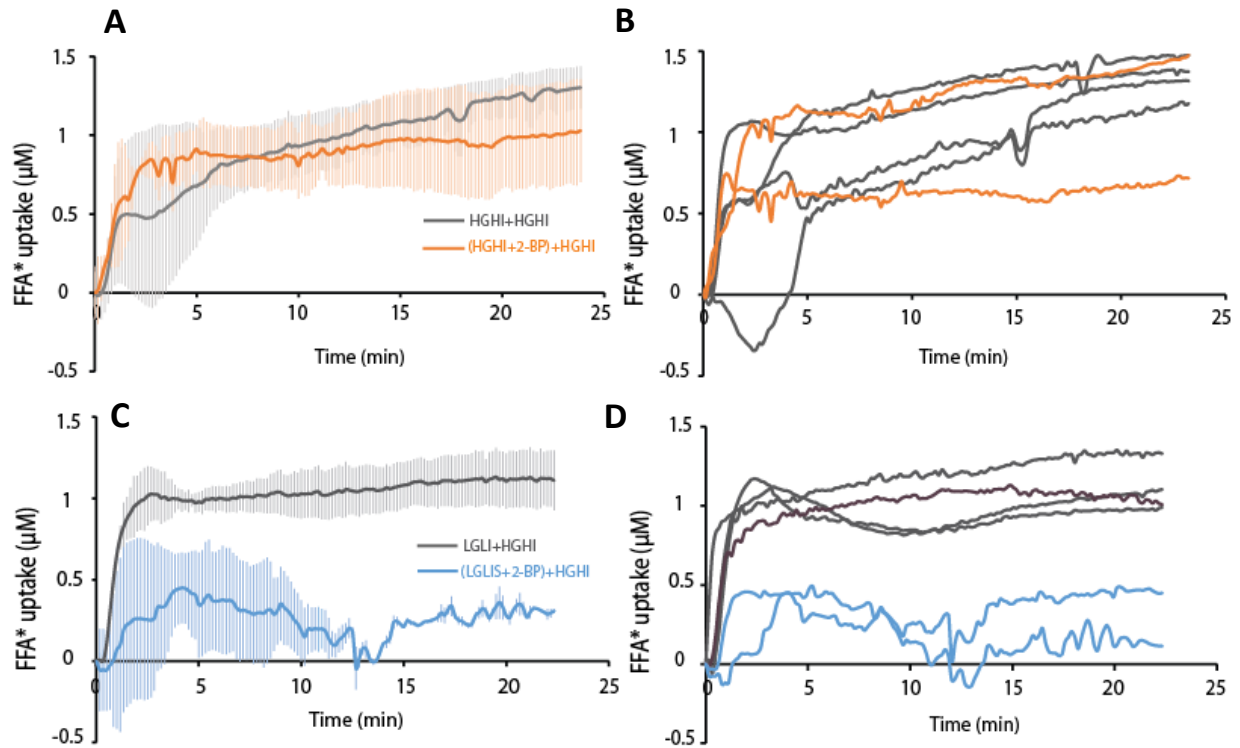 A
B
1.5
1
0.5
0
-0.5
FFA* uptake (µM)
HGHI+HGHI
(HGHI+2-BP)+HGHI
0
5
10
15
20
25
Time (min)
1.5
1
0.5
0
-0.5
FFA* uptake (µM)
0
5
10
15
20
25
Time (min)
C
D
1.5
1
0.5
0
-0.5
FFA* uptake (µM)
LGLI+HGHI
(LGLIS+2-BP)+HGHI
0
5
10
15
20
25
Time (min)
1.5
1
0.5
0
-0.5
FFA* uptake (µM)
0
5
10
15
20
25
Time (min)